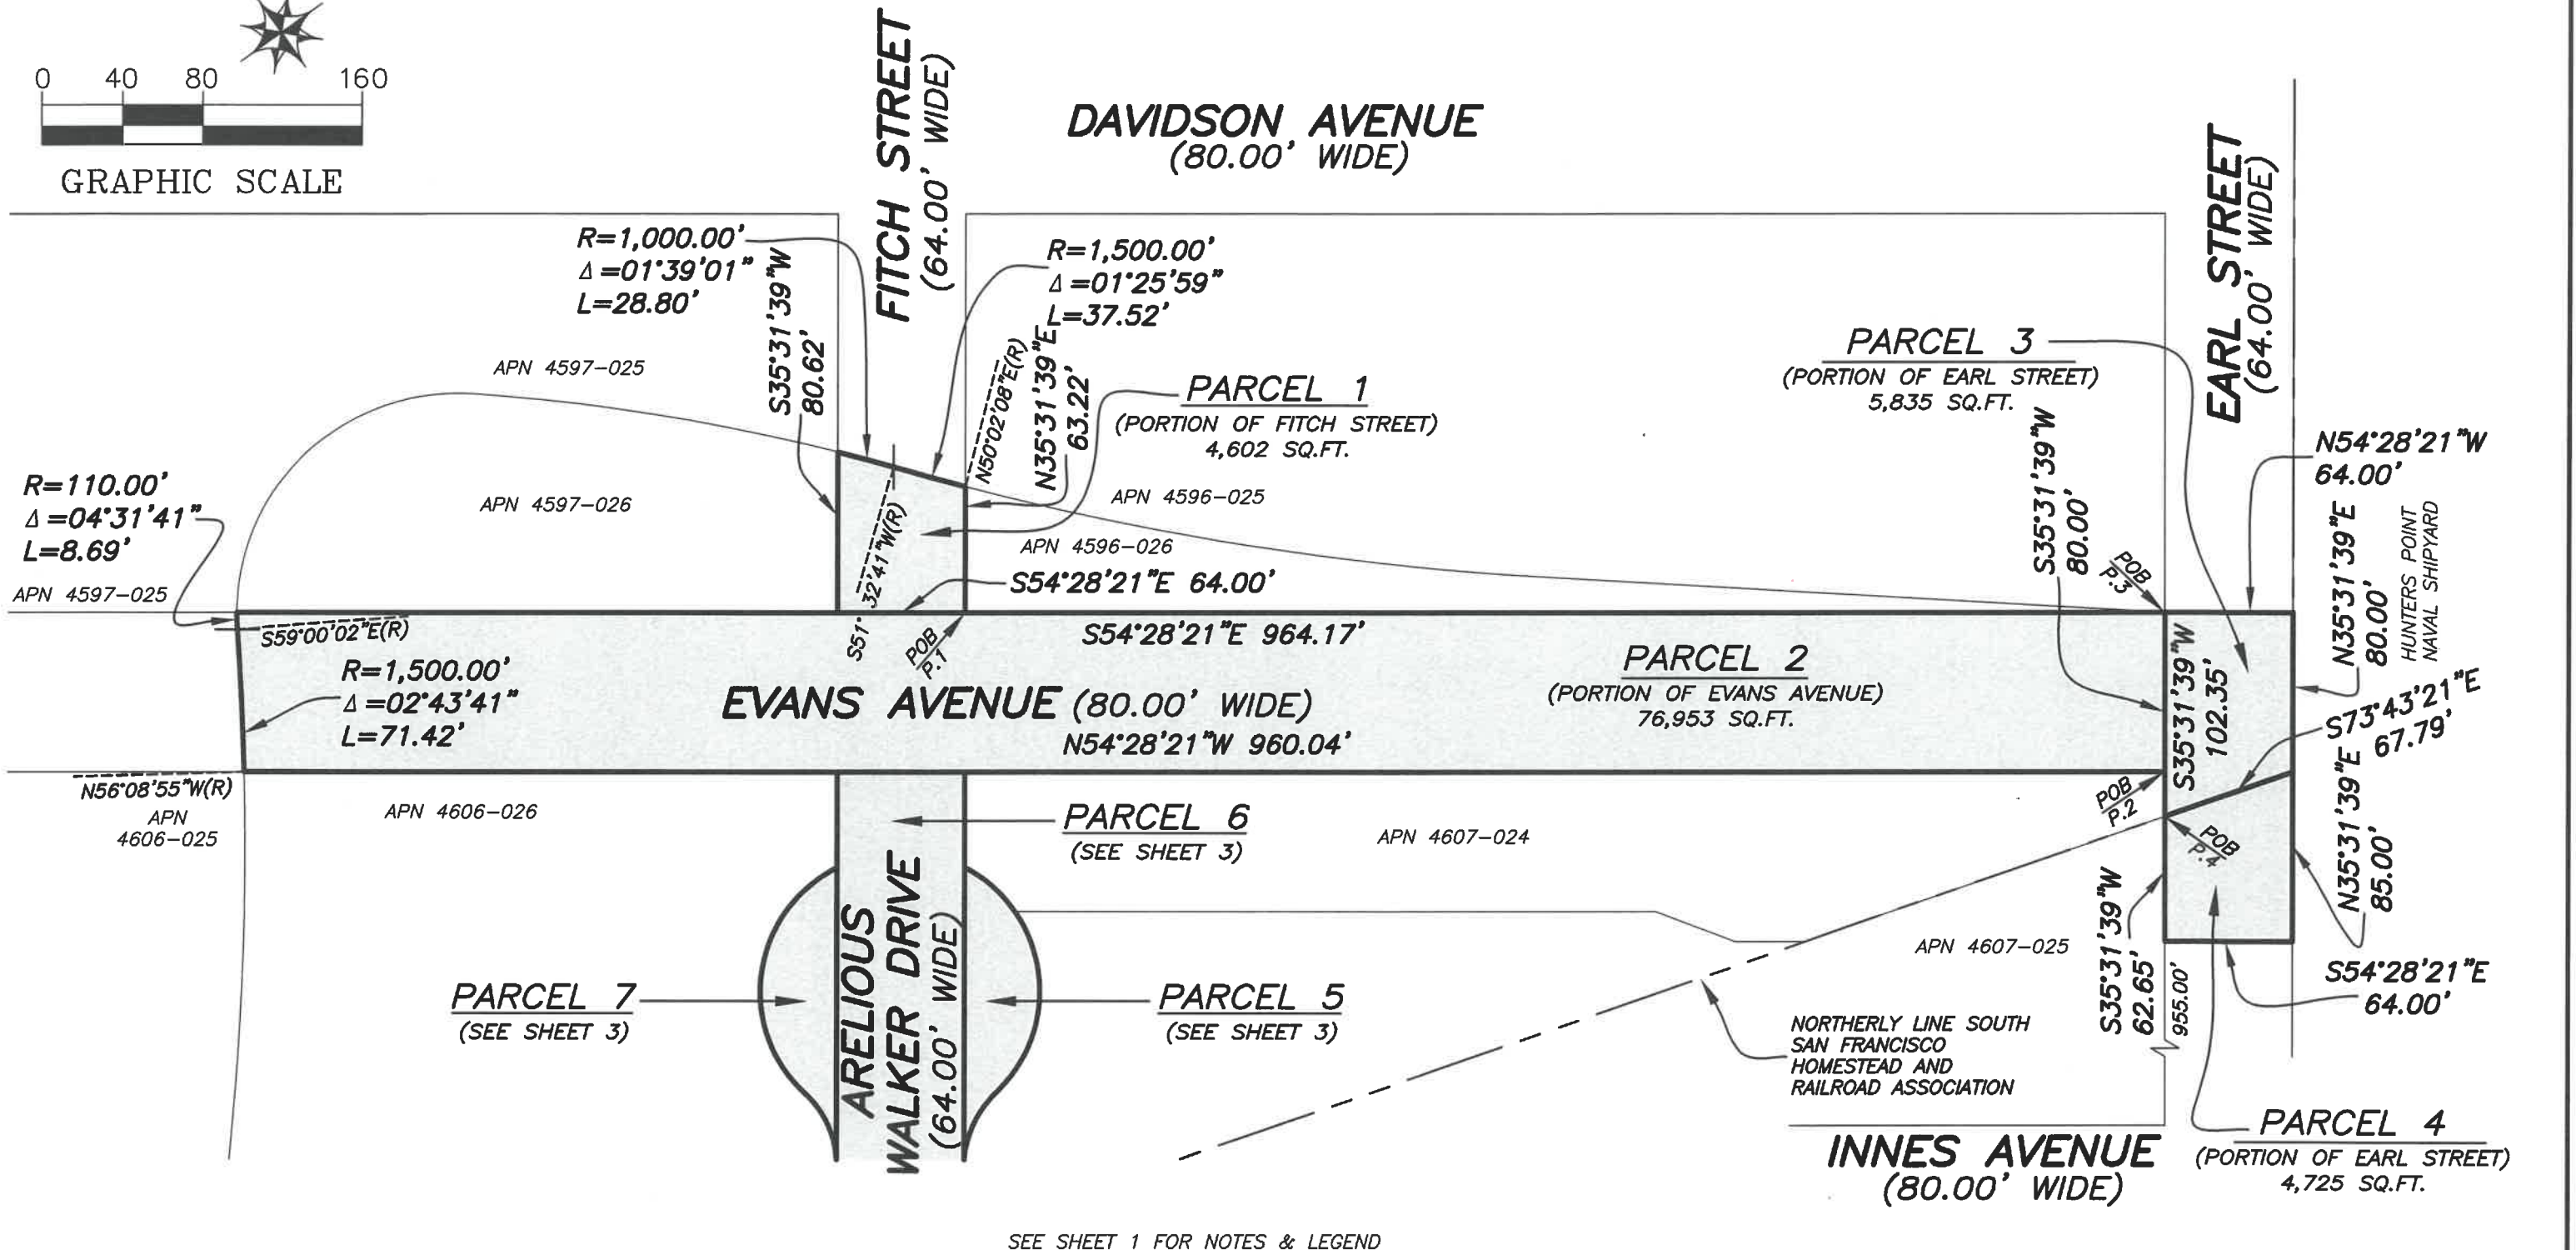 0 40 80 160
GRAPHIC SCALE
FITCH STREET
(64.00' WIDE)
DAVIDSON AVENUE
(80.00' WIDE)
EARL STREET
(64.00' WIDE)
R=1,000.00'
Δ=01°39'01"
L=28.80'
S35°31'39"W
80.62'
R=1,500.00'
Δ=01°25'59"
L=37.52'
N50°02'08"E(R)
N35°31'39"E
63.22'
PARCEL 1
(PORTION OF FITCH STREET)
4,602 SQ.FT.
PARCEL 3
(PORTION OF EARL STREET)
5,835 SQ.FT.
APN 4597-025
APN 4597-026
APN 4596-025
APN 4596-026
S35°31'39"W
80.00'
N54°28'21"W
64.00'
N35°31'39"E
80.00'
HUNTERS POINT
NAVAL SHIPYARD
R=110.00'
Δ=04°31'41"
L=8.69'
APN 4597-025
S51°32'41"W(R)
S54°28'21"E 64.00'
POB
P.3
S59°00'02"E(R)
POB
P.1
S54°28'21"E 964.17'
R=1,500.00'
Δ=02°43'41"
L=71.42'
EVANS AVENUE (80.00' WIDE)
N54°28'21"W 960.04'
PARCEL 2
(PORTION OF EVANS AVENUE)
76,953 SQ.FT.
S35°31'39"W
102.35'
S73°43'21"E
67.79'
N56°08'55"W(R)
APN
4606-025
APN 4606-026
PARCEL 6
(SEE SHEET 3)
APN 4607-024
POB
P.2
POB
P.4
N35°31'39"E
85.00'
ARELIOUS
WALKER DRIVE
(64.00' WIDE)
PARCEL 7
(SEE SHEET 3)
PARCEL 5
(SEE SHEET 3)
APN 4607-025
S35°31'39"W
62.65'
955.00'
S54°28'21"E
64.00'
NORTHERLY LINE SOUTH
SAN FRANCISCO
HOMESTEAD AND
RAILROAD ASSOCIATION
INNES AVENUE
(80.00' WIDE)
PARCEL 4
(PORTION OF EARL STREET)
4,725 SQ.FT.
SEE SHEET 1 FOR NOTES & LEGEND